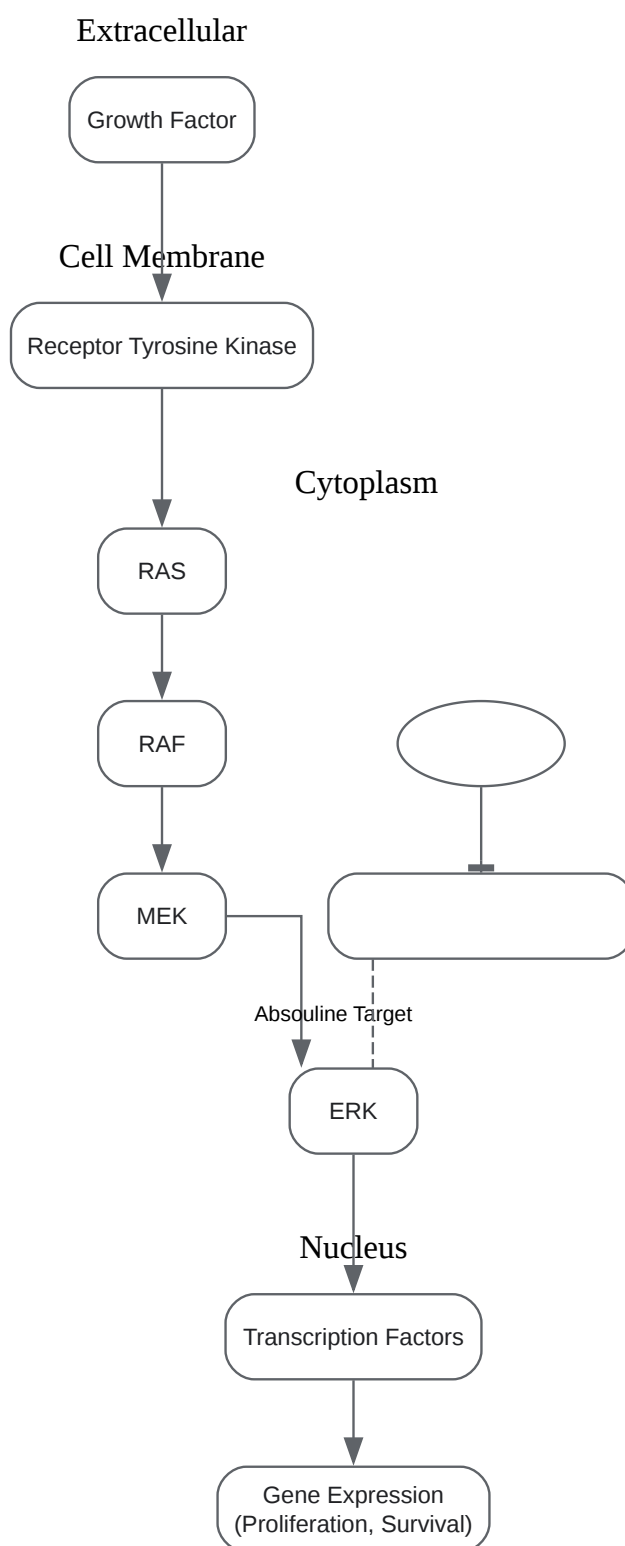 Extracellular
Growth Factor
Cell Membrane
Receptor Tyrosine Kinase
Cytoplasm
RAS
RAF
MEK
Absouline Target
ERK
Nucleus
Transcription Factors
Gene Expression
(Proliferation, Survival)